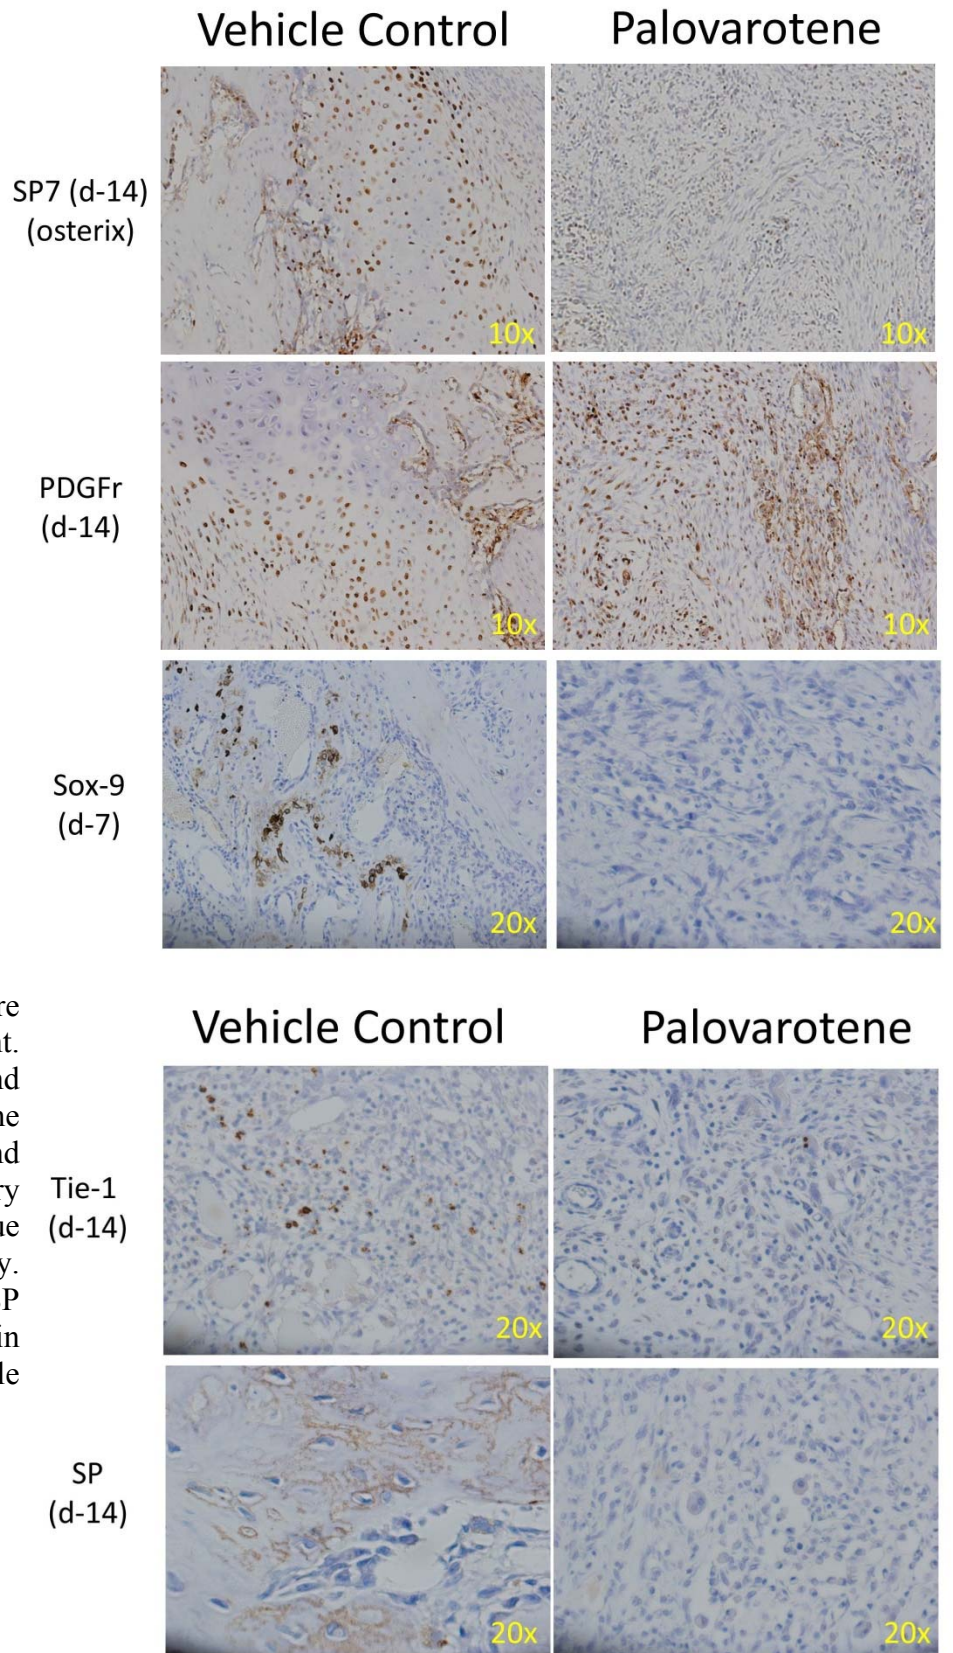 Vehicle Control Palovarotene
SP7 (d-14)
(osterix)
10x 10x
PDGFr
(d-14)
10x 10x
Sox-9
(d-7)
20x 20x
Vehicle Control Palovarotene
Tie-1
(d-14)
20x 20x
SP
(d-14)
20x 20x